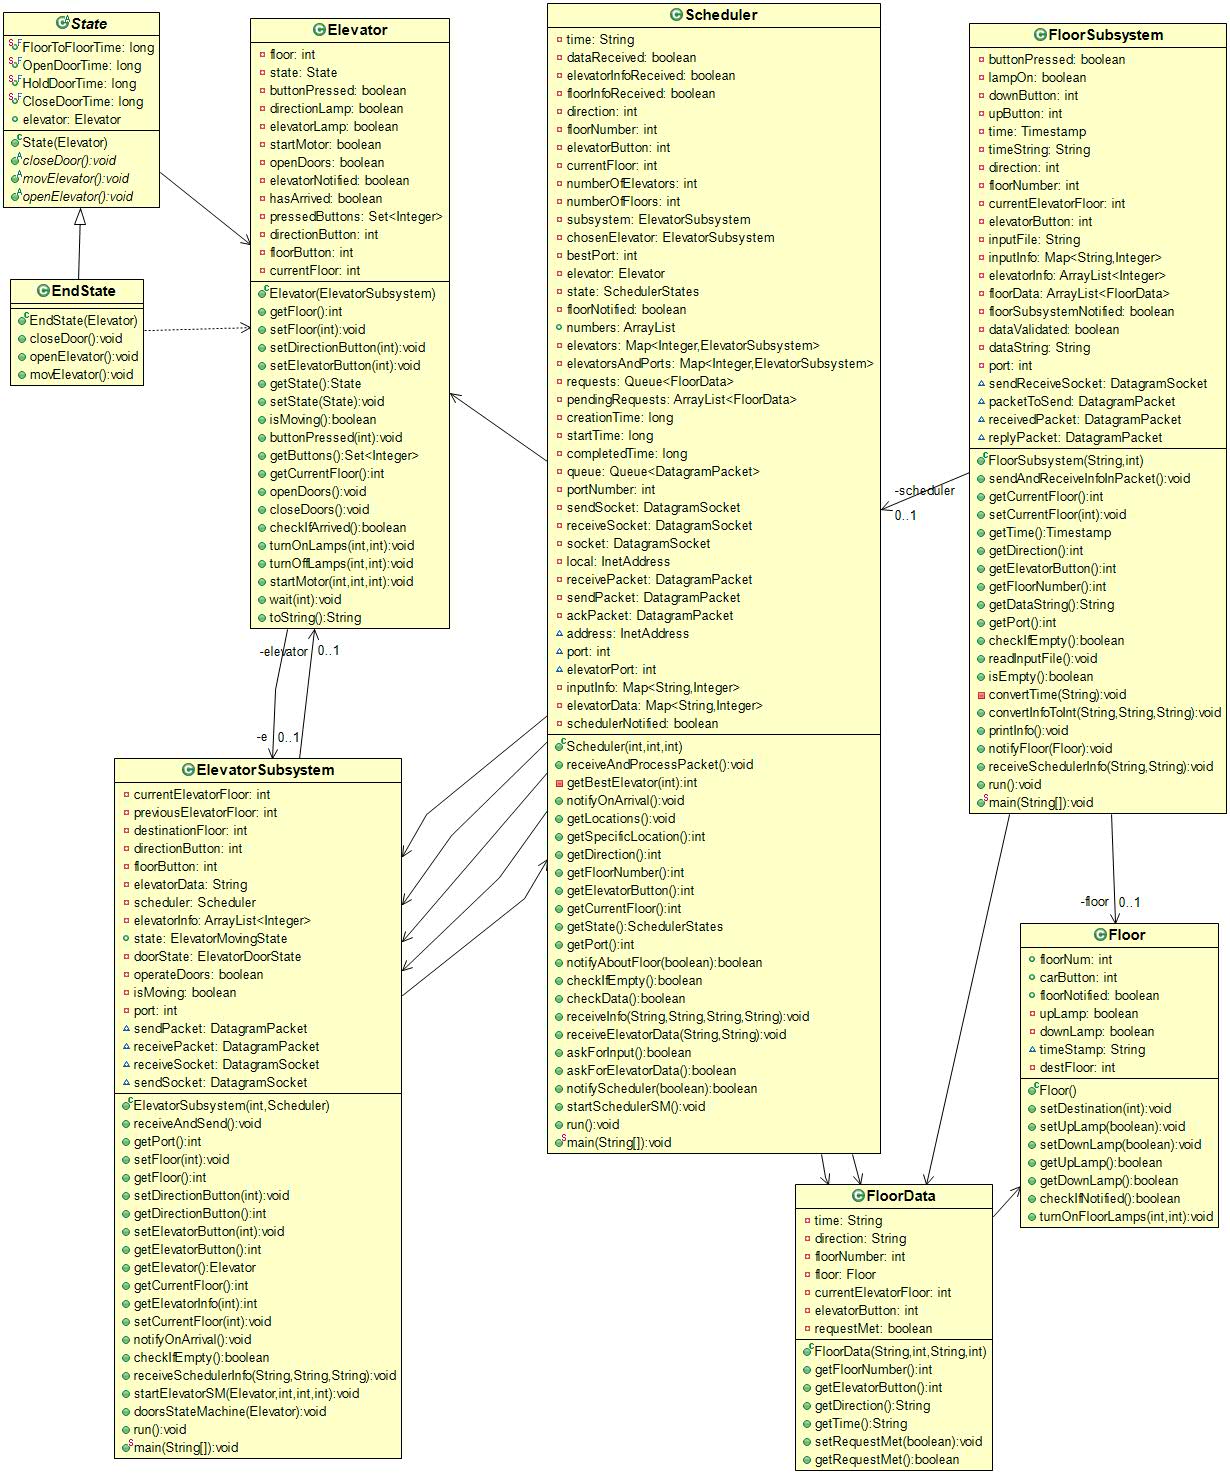 State
FloorToFloorTime: long
OpenDoorTime: long
HoldDoorTime: long
CloseDoorTime: long
elevator: Elevator
State(Elevator)
closeDoor():void
movElevator():void
openElevator():void
EndState
EndState(Elevator)
closeDoor():void
openElevator():void
movElevator():void
Elevator
floor: int
state: State
buttonPressed: boolean
directionLamp: boolean
elevatorLamp: boolean
startMotor: boolean
openDoors: boolean
elevatorNotified: boolean
hasArrived: boolean
pressedButtons: Set<Integer>
directionButton: int
floorButton: int
currentFloor: int
Elevator(ElevatorSubsystem)
getFloor():int
setFloor(int):void
setDirectionButton(int):void
setElevatorButton(int):void
getState():State
setState(State):void
isMoving():boolean
buttonPressed(int):void
getButtons():Set<Integer>
getCurrentFloor():int
openDoors():void
closeDoors():void
checkIfArrived():boolean
turnOnLamps(int,int):void
turnOffLamps(int,int):void
startMotor(int,int,int):void
wait(int):void
toString():String
-elevator 0..1
-e 0..1
ElevatorSubsystem
currentElevatorFloor: int
previousElevatorFloor: int
destinationFloor: int
directionButton: int
floorButton: int
elevatorData: String
scheduler: Scheduler
elevatorInfo: ArrayList<Integer>
state: ElevatorMovingState
doorState: ElevatorDoorState
operateDoors: boolean
isMoving: boolean
port: int
sendPacket: DatagramPacket
receivePacket: DatagramPacket
receiveSocket: DatagramSocket
sendSocket: DatagramSocket
ElevatorSubsystem(int,Scheduler)
receiveAndSend():void
getPort():int
setFloor(int):void
getFloor():int
setDirectionButton(int):void
getDirectionButton():int
setElevatorButton(int):void
getElevatorButton():int
getElevator():Elevator
getCurrentFloor():int
getElevatorInfo(int):int
setCurrentFloor(int):void
notifyOnArrival():void
checkIfEmpty():boolean
receiveSchedulerInfo(String,String,String):void
startElevatorSM(Elevator,int,int,int):void
doorsStateMachine(Elevator):void
run():void
main(String[]):void
Scheduler
time: String
dataReceived: boolean
elevatorInfoReceived: boolean
floorInfoReceived: boolean
direction: int
floorNumber: int
elevatorButton: int
currentFloor: int
numberOfElevators: int
numberOfFloors: int
subsystem: ElevatorSubsystem
chosenElevator: ElevatorSubsystem
bestPort: int
elevator: Elevator
state: SchedulerStates
floorNotified: boolean
numbers: ArrayList
elevators: Map<Integer,ElevatorSubsystem>
elevatorsAndPorts: Map<Integer,ElevatorSubsystem>
requests: Queue<FloorData>
pendingRequests: ArrayList<FloorData>
creationTime: long
startTime: long
completedTime: long
queue: Queue<DatagramPacket>
portNumber: int
sendSocket: DatagramSocket
receiveSocket: DatagramSocket
socket: DatagramSocket
local: InetAddress
receivePacket: DatagramPacket
sendPacket: DatagramPacket
ackPacket: DatagramPacket
address: InetAddress
port: int
elevatorPort: int
inputInfo: Map<String,Integer>
elevatorData: Map<String,Integer>
schedulerNotified: boolean
Scheduler(int,int,int)
receiveAndProcessPacket():void
getBestElevator(int):int
notifyOnArrival():void
getLocations():void
getSpecificLocation():int
getDirection():int
getFloorNumber():int
getElevatorButton():int
getCurrentFloor():int
getState():SchedulerStates
getPort():int
notifyAboutFloor(boolean):boolean
checkIfEmpty():boolean
checkData():boolean
receiveInfo(String,String,String,String):void
receiveElevatorData(String,String):void
askForInput():boolean
askForElevatorData():boolean
notifyScheduler(boolean):boolean
startSchedulerSM():void
run():void
main(String[]):void
-scheduler
0..1
FloorSubsystem
buttonPressed: boolean
lampOn: boolean
downButton: int
upButton: int
time: Timestamp
timeString: String
direction: int
floorNumber: int
currentElevatorFloor: int
elevatorButton: int
inputFile: String
inputInfo: Map<String,Integer>
elevatorInfo: ArrayList<Integer>
floorData: ArrayList<FloorData>
floorSubsystemNotified: boolean
dataValidated: boolean
dataString: String
port: int
sendReceiveSocket: DatagramSocket
packetToSend: DatagramPacket
receivedPacket: DatagramPacket
replyPacket: DatagramPacket
FloorSubsystem(String,int)
sendAndReceiveInfoInPacket():void
getCurrentFloor():int
setCurrentFloor(int):void
getTime():Timestamp
getDirection():int
getElevatorButton():int
getFloorNumber():int
getDataString():String
getPort():int
checkIfEmpty():boolean
readInputFile():void
isEmpty():boolean
convertTime(String):void
convertInfoToInt(String,String,String):void
printInfo():void
notifyFloor(Floor):void
receiveSchedulerInfo(String,String):void
run():void
main(String[]):void
-floor 0..1
Floor
floorNum: int
carButton: int
floorNotified: boolean
upLamp: boolean
downLamp: boolean
timeStamp: String
destFloor: int
Floor()
setDestination(int):void
setUpLamp(boolean):void
setDownLamp(boolean):void
getUpLamp():boolean
getDownLamp():boolean
checkIfNotified():boolean
turnOnFloorLamps(int,int):void
FloorData
time: String
direction: String
floorNumber: int
floor: Floor
currentElevatorFloor: int
elevatorButton: int
requestMet: boolean
FloorData(String,int,String,int)
getFloorNumber():int
getElevatorButton():int
getDirection():String
getTime():String
setRequestMet(boolean):void
getRequestMet():boolean